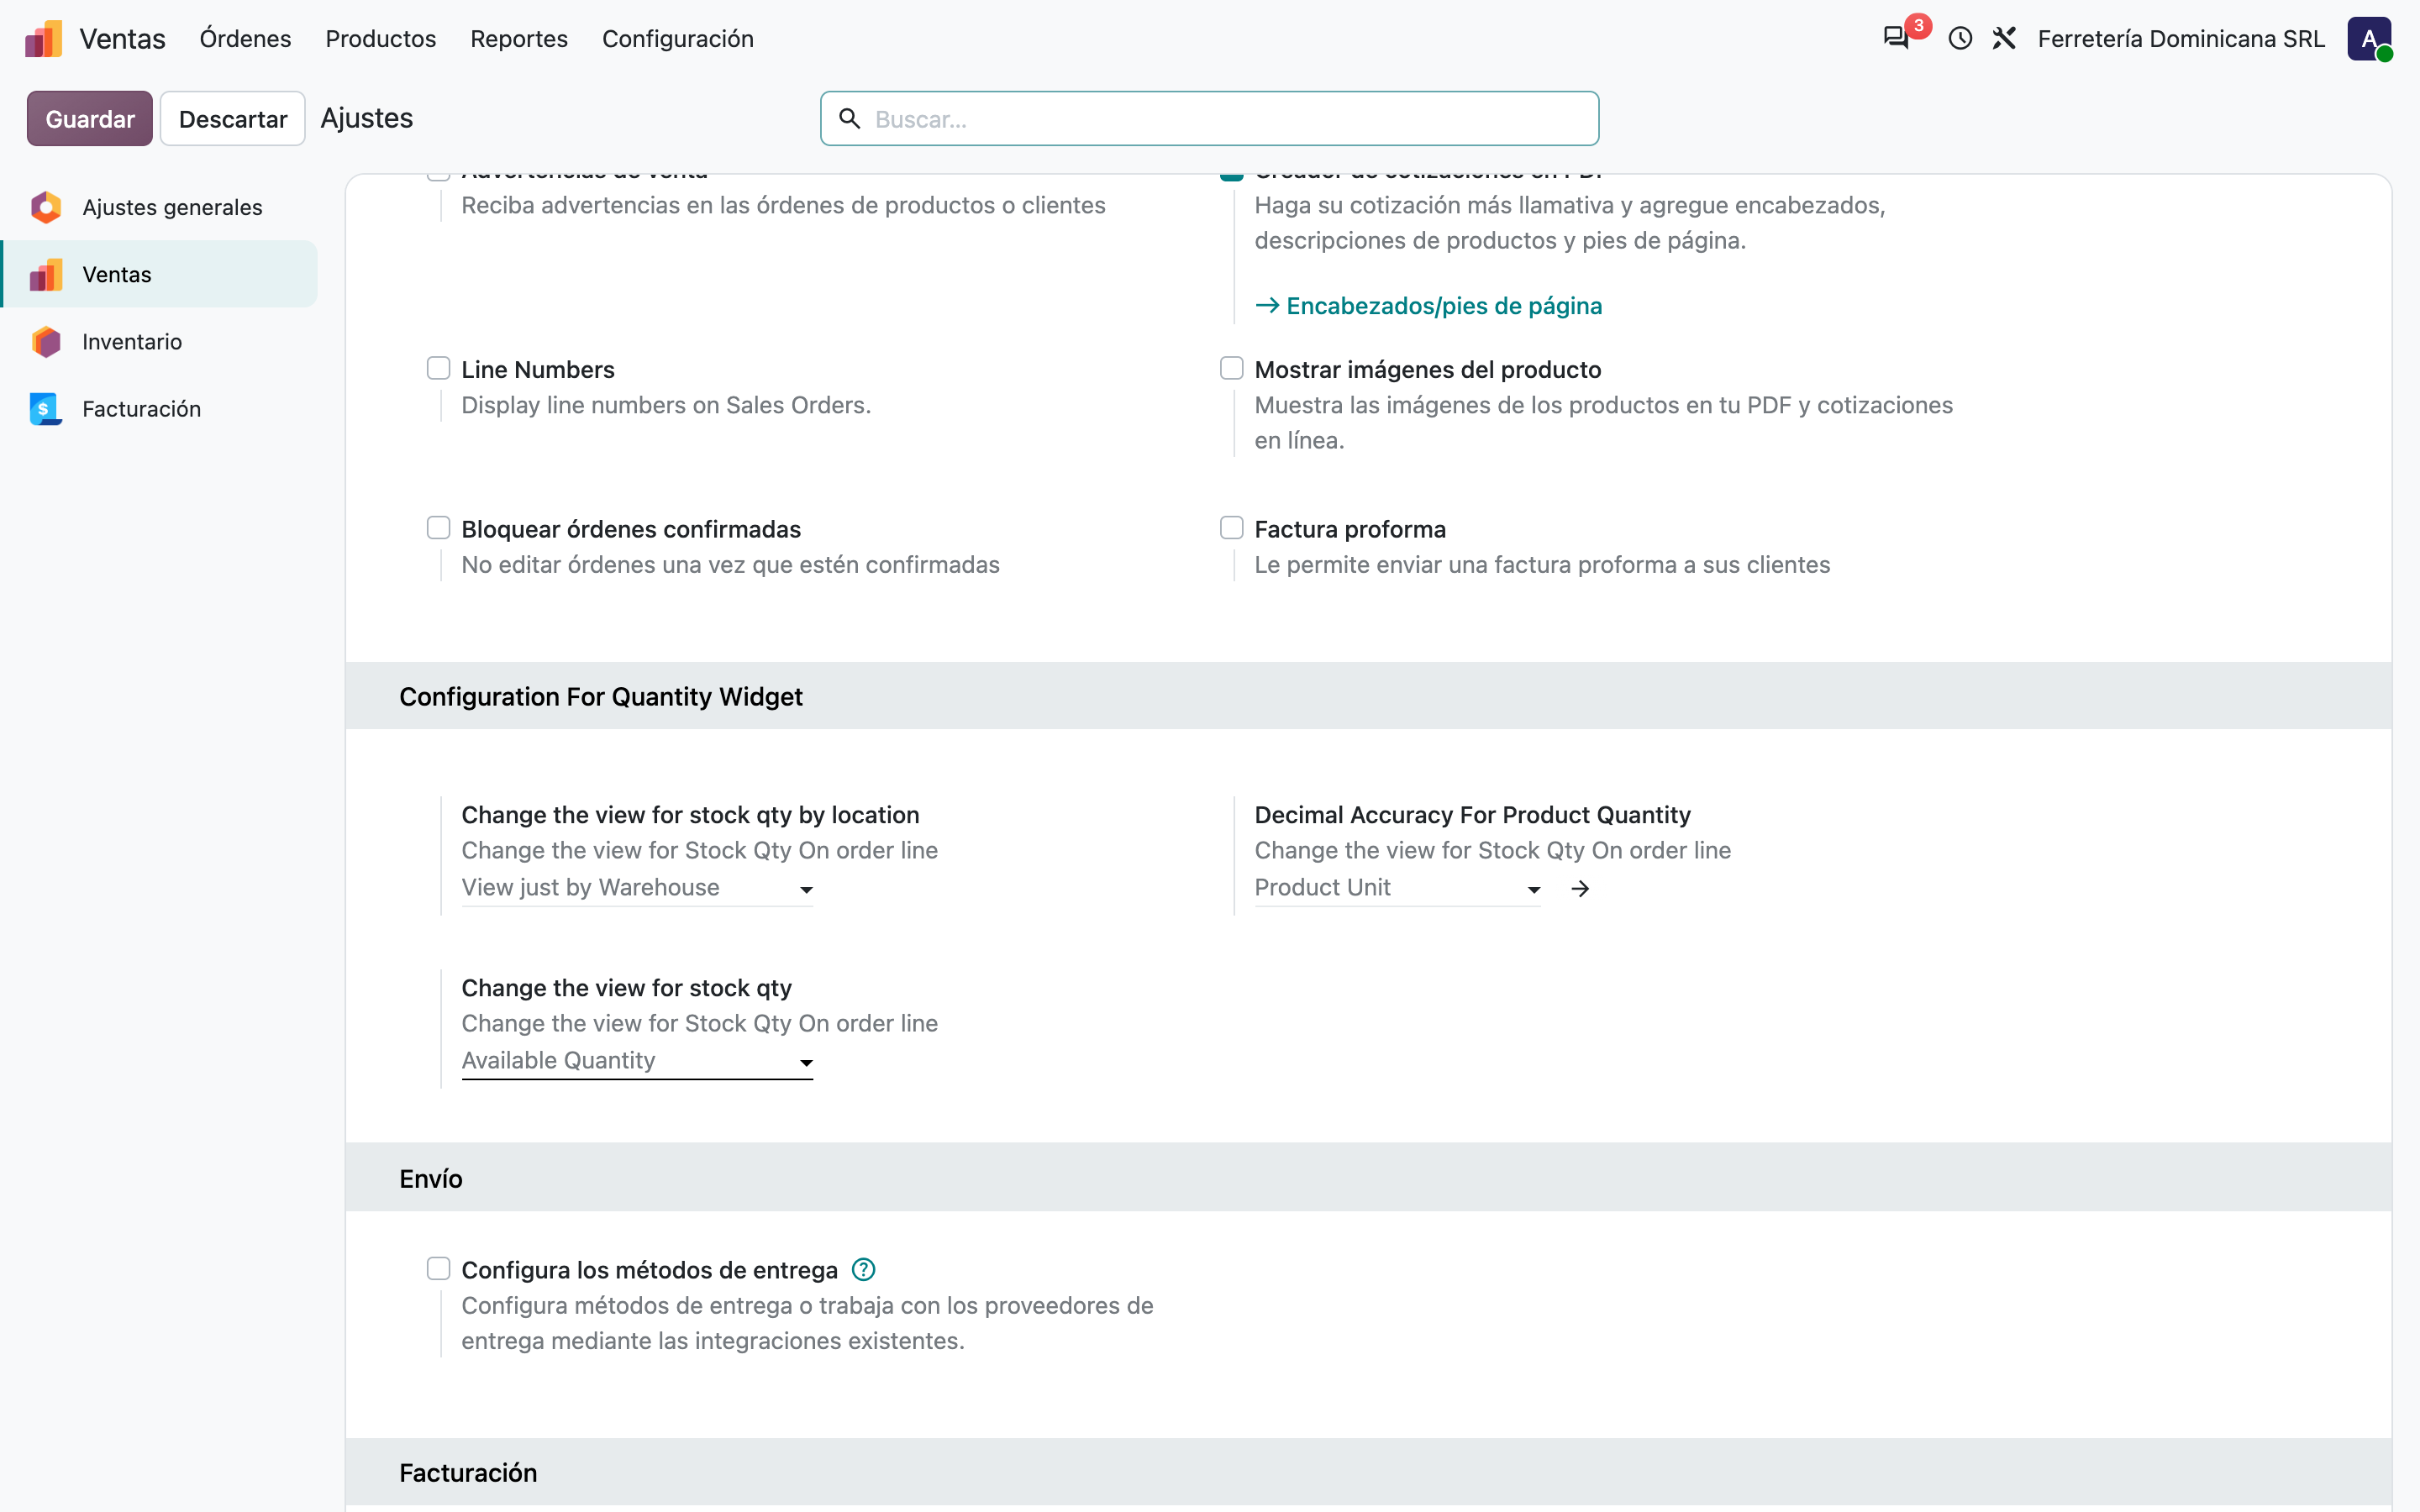 Ventas Órdenes Productos Reportes Configuración
3
Ferretería Dominicana SRL
A
Guardar Descartar Ajustes
Buscar...
Ajustes generales
Ventas
Inventario
Facturación
Advertencias de venta
Reciba advertencias en las órdenes de productos o clientes
Creador de cotizaciones en PDF
Haga su cotización más llamativa y agregue encabezados,
descripciones de productos y pies de página.
Encabezados/pies de página
Line Numbers
Display line numbers on Sales Orders.
Mostrar imágenes del producto
Muestra las imágenes de los productos en tu PDF y cotizaciones
en línea.
Bloquear órdenes confirmadas
No editar órdenes una vez que estén confirmadas
Factura proforma
Le permite enviar una factura proforma a sus clientes
Configuration For Quantity Widget
Change the view for stock qty by location
Change the view for Stock Qty On order line
View just by Warehouse
Decimal Accuracy For Product Quantity
Change the view for Stock Qty On order line
Product Unit
Change the view for stock qty
Change the view for Stock Qty On order line
Available Quantity
Envío
Configura los métodos de entrega ?
Configura métodos de entrega o trabaja con los proveedores de
entrega mediante las integraciones existentes.
Facturación